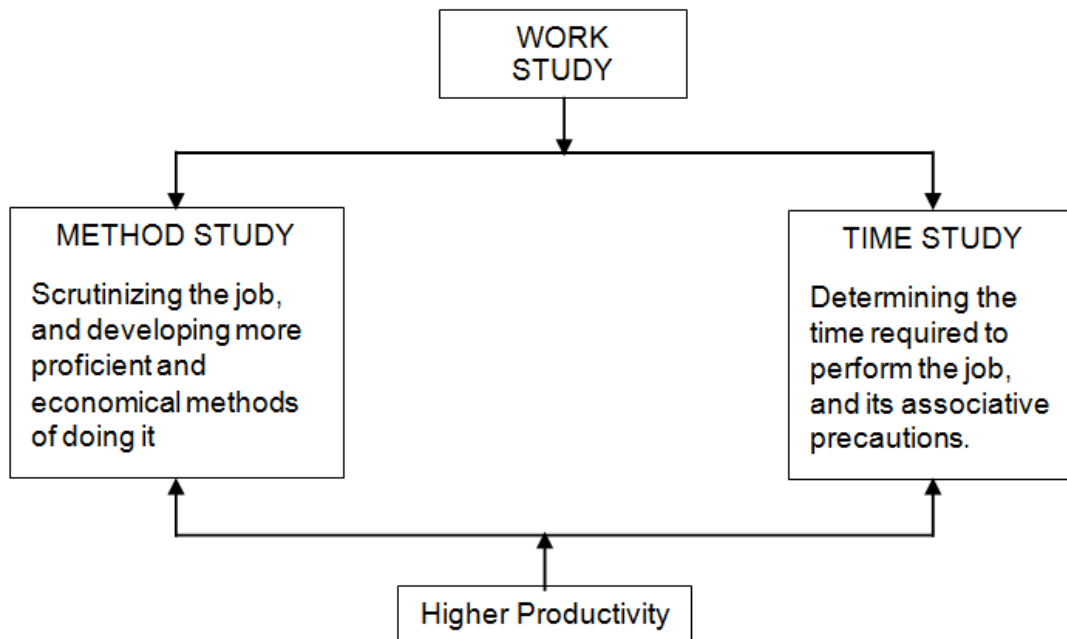 WORK
STUDY
METHOD STUDY
Scrutinizing the job,
and developing more
proficient and
economical methods
of doing it
TIME STUDY
Determining the
time required to
perform the job,
and its associative
precautions.
Higher Productivity